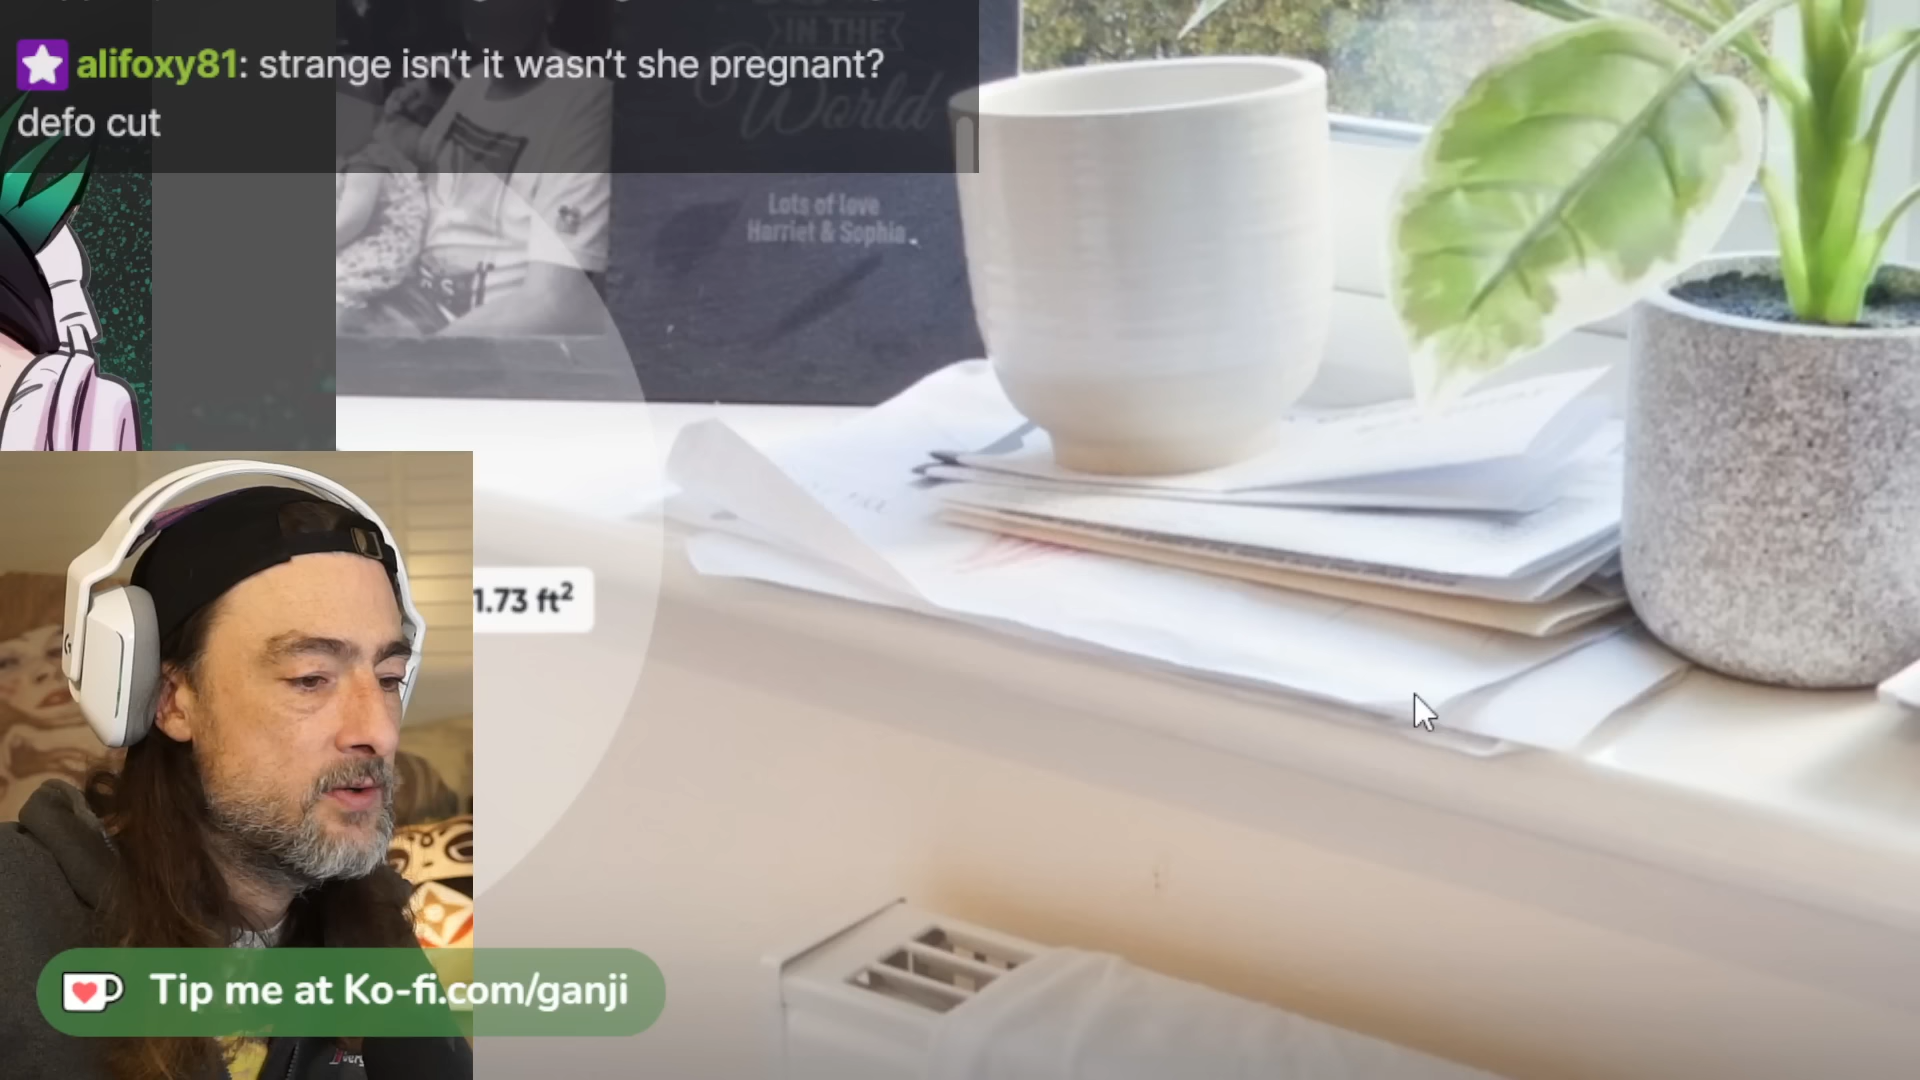 IN THE
World
alifoxy81: strange isn't it wasn't she pregnant?
defo cut
Lots of love
Harriet & Sophia
1.73 ft²
Tip me at Ko-fi.com/ganji